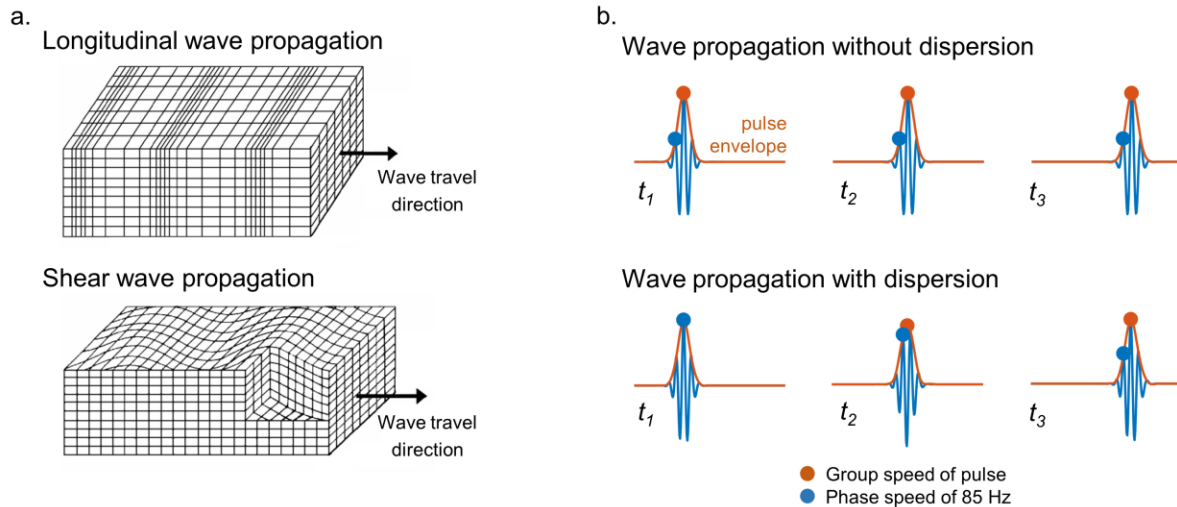 a.
Longitudinal wave propagation
Wave travel
direction
Shear wave propagation
Wave travel
direction
b.
Wave propagation without dispersion
pulse
envelope
t1
t2
t3
Wave propagation with dispersion
t1
t2
t3
Group speed of pulse
Phase speed of 85 Hz